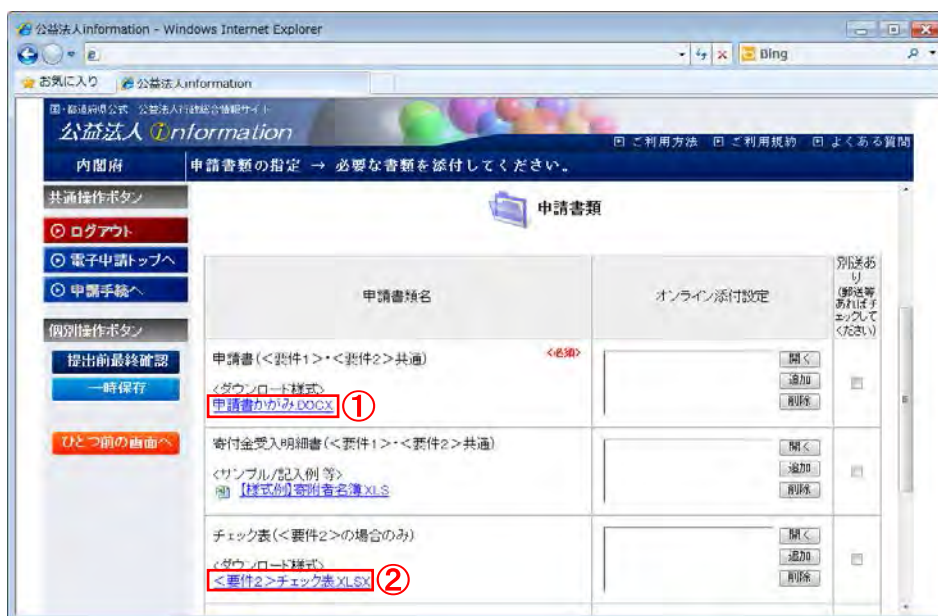 公益法人information - Windows Internet Explorer
Bing
お気に入り 公益法人information
国・都道府県公式 公益法人行政総合情報サイト
公益法人 information
ご利用方法 ご利用規約 よくある質問
内閣府 申請書類の指定 → 必要な書類を添付してください。
共通操作ボタン
ログアウト
電子申請トップへ
申請手続へ
個別操作ボタン
提出前最終確認
一時保存
ひとつ前の画面へ
申請書類
申請書類名
オンライン添付設定
別送あり
(郵送等あればチェックしてください)
申請書(<要件1>・<要件2>共通) <必須>
<ダウンロード様式>
申請書かがみ.DOCX ①
開く
追加
削除
寄付金受入明細書(<要件1>・<要件2>共通)
<サンプル/記入例 等>
【様式例】寄附者名簿.XLS
開く
追加
削除
チェック表(<要件2>の場合のみ)
<ダウンロード様式>
<要件2>チェック表.XLSX ②
開く
追加
削除